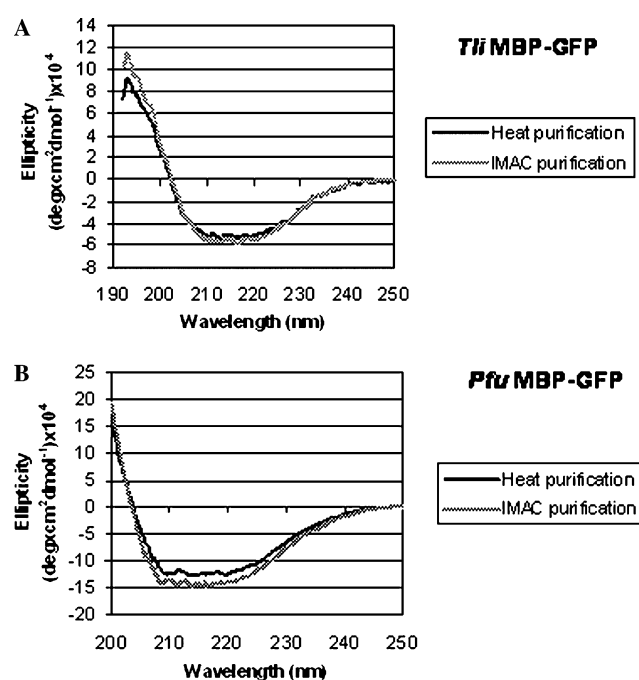 A
Tli MBP-GFP
Ellipticity
(degxcm²dmol⁻¹)x10⁴
14
12
10
8
6
4
2
0
-2
-4
-6
-8
190 200 210 220 230 240 250
Wavelength (nm)
Heat purification
IMAC purification
B
Pfu MBP-GFP
Ellipticity
(degxcm²dmol⁻¹)x10⁴
25
20
15
10
5
0
-5
-10
-15
-20
200 210 220 230 240 250
Wavelength (nm)
Heat purification
IMAC purification